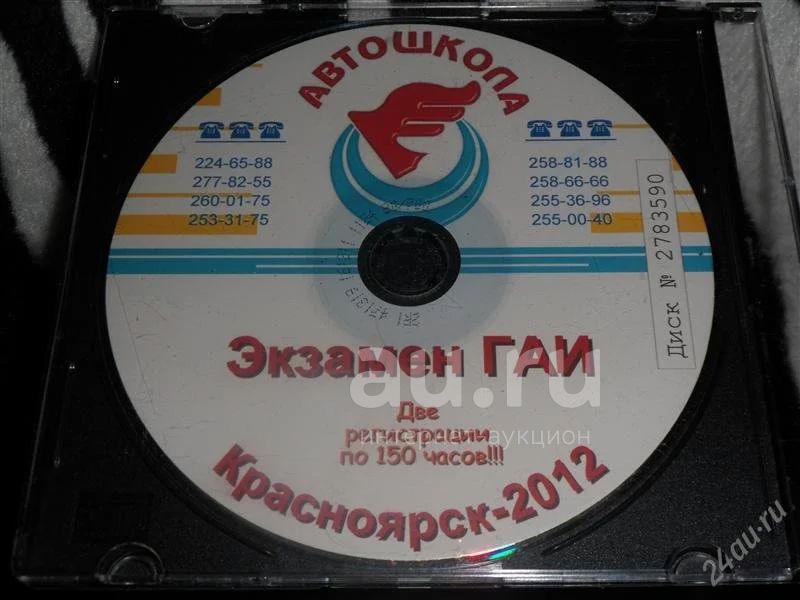 АВТОШКОЛА
224-65-88
277-82-55
260-01-75
253-31-75
258-81-88
258-66-66
255-36-96
255-00-40
Диск № 2783590
Экзамен ГАИ
au.ru
Две
регистрации
интернет-аукцион
по 150 часов!!!
Красноярск-2012
24au.ru